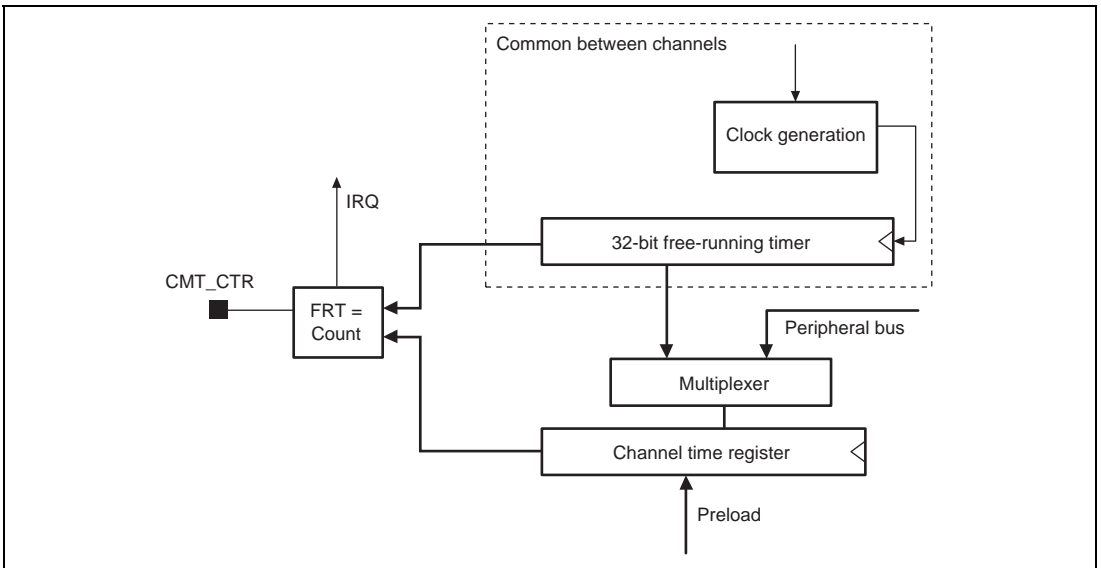 Common between channels
Clock generation
IRQ
32-bit free-running timer
CMT_CTR
FRT =
Count
Peripheral bus
Multiplexer
Channel time register
Preload